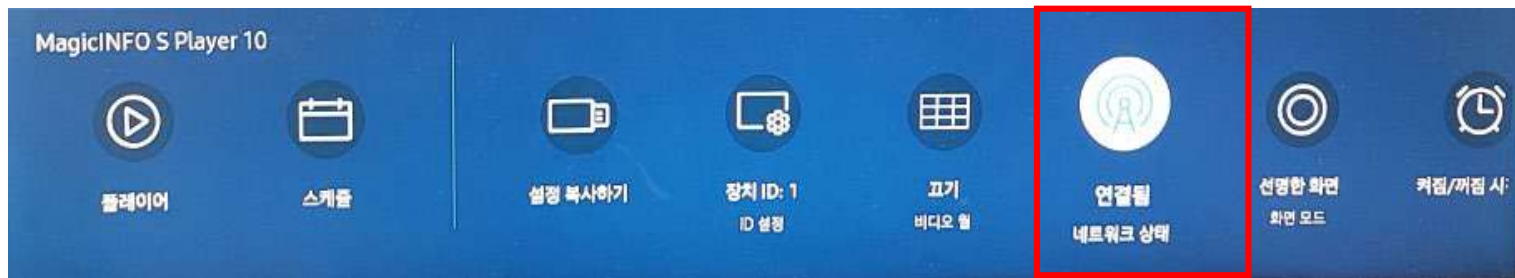 MagicINFO S Player 10
플레이어
스케줄
설정 복사하기
장치 ID: 1
ID 설정
끄기
비디오 월
연결됨
네트워크 상태
선명한 화면
화면 모드
켜짐/꺼짐